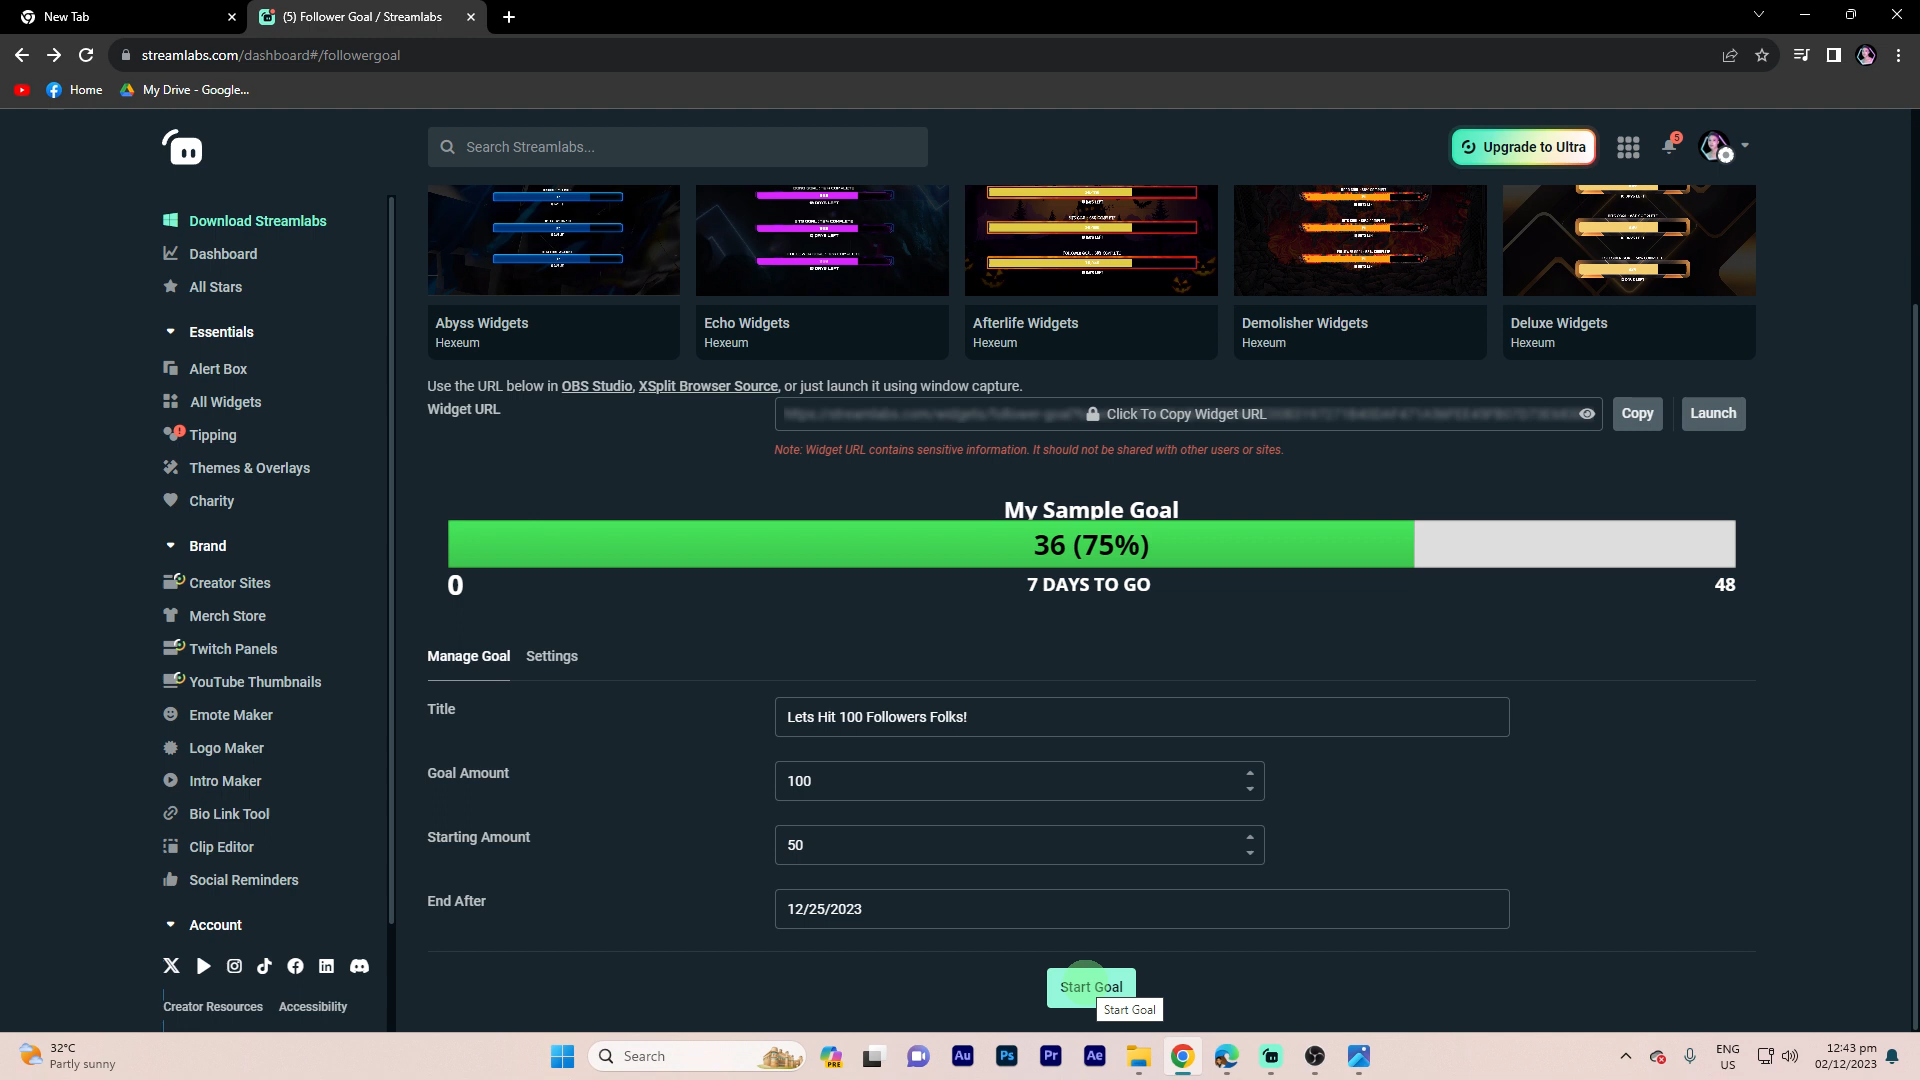 New Tab
(5) Follower Goal / Streamlabs
streamlabs.com/dashboard#/followergoal
Home
My Drive - Google...
Search Streamlabs...
Upgrade to Ultra
5
Download Streamlabs
Dashboard
All Stars
Essentials
Alert Box
All Widgets
Tipping
Themes & Overlays
Charity
Brand
Creator Sites
Merch Store
Twitch Panels
YouTube Thumbnails
Emote Maker
Logo Maker
Intro Maker
Bio Link Tool
Clip Editor
Social Reminders
Account
Creator Resources
Accessibility
Abyss Widgets
Hexeum
Echo Widgets
Hexeum
Afterlife Widgets
Hexeum
Demolisher Widgets
Hexeum
Deluxe Widgets
Hexeum
Use the URL below in OBS Studio, XSplit Browser Source, or just launch it using window capture.
Widget URL
Click To Copy Widget URL
Copy
Launch
Note: Widget URL contains sensitive information. It should not be shared with other users or sites.
My Sample Goal
36 (75%)
0
7 DAYS TO GO
48
Manage Goal
Settings
Title
Lets Hit 100 Followers Folks!
Goal Amount
100
Starting Amount
50
End After
12/25/2023
Start Goal
Start Goal
32°C
Partly sunny
Search
PRE
Au
Ps
Pr
Ae
ENG
US
12:43 pm
02/12/2023